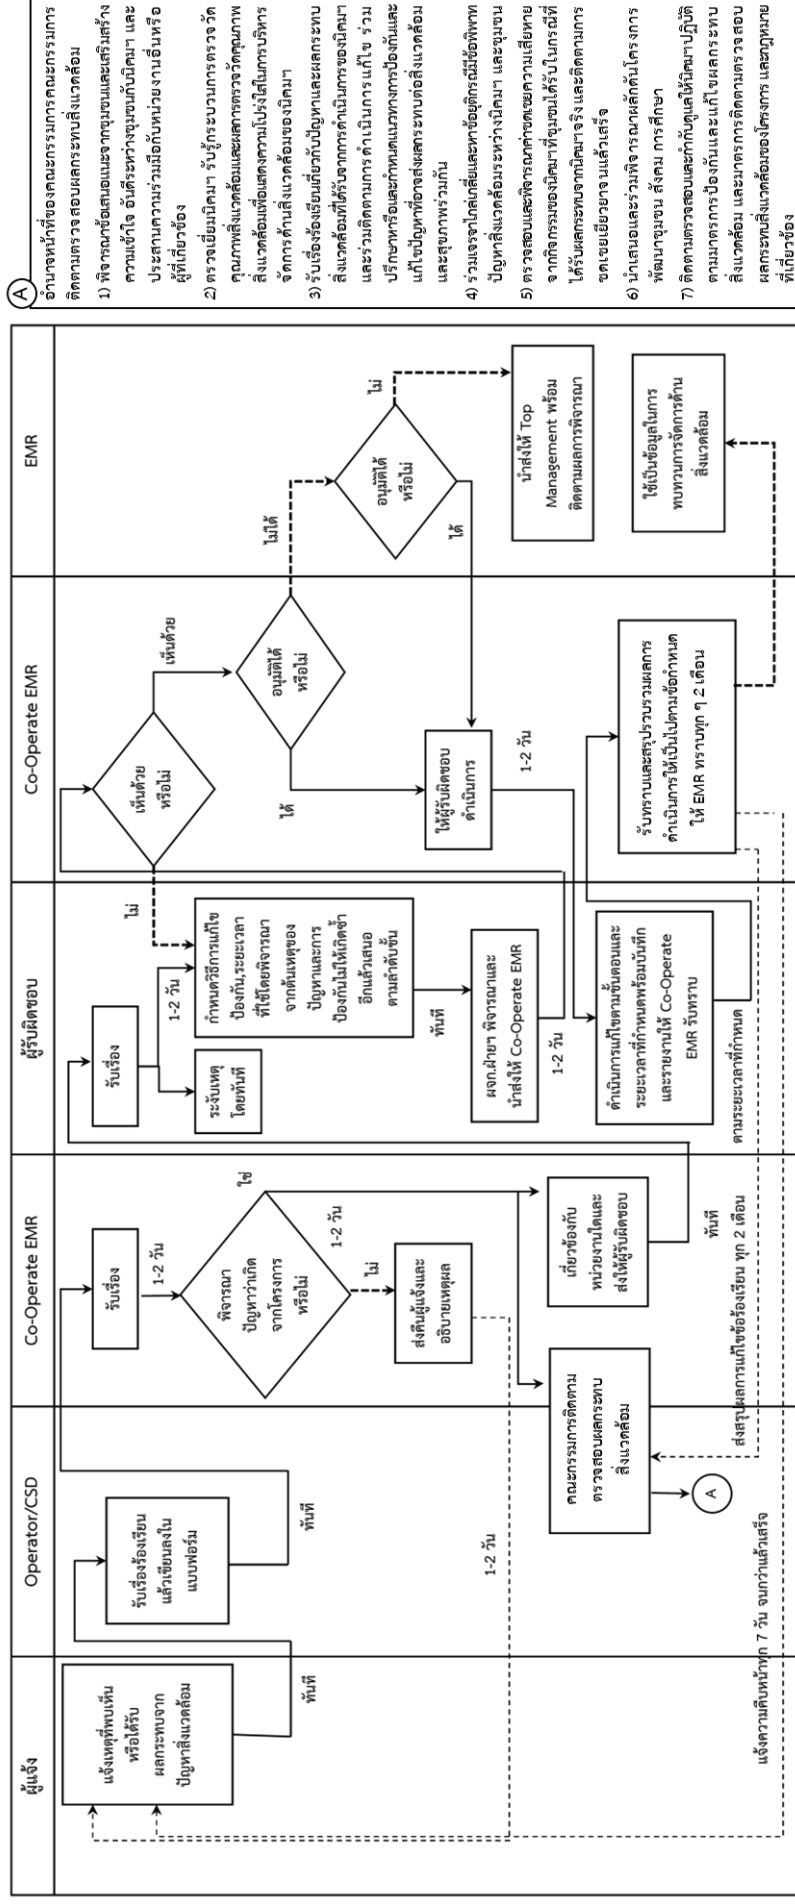 ผู้แจ้ง
Operator/CSD
Co-Operate EMR
ผู้รับผิดชอบ
Co-Operate EMR
EMR
แจ้งเหตุที่พบเห็น
หรือได้รับ
ผลกระทบจาก
ปัญหาสิ่งแวดล้อม
ทันที
รับเรื่องร้องเรียน
แล้วเขียนลงใน
แบบฟอร์ม
ทันที
รับเรื่อง
1-2 วัน
พิจารณา
ปัญหาว่าเกิด
จากโครงการ
หรือไม่
ใช่
1-2 วัน
ไม่
ส่งคืนผู้แจ้งและ
อธิบายเหตุผล
1-2 วัน
เกี่ยวข้องกับ
หน่วยงานใดและ
ส่งให้ผู้รับผิดชอบ
ทันที
คณะกรรมการติดตาม
ตรวจสอบผลกระทบ
สิ่งแวดล้อม
A
รับเรื่อง
1-2 วัน
ระงับเหตุ
โดยทันที
กำหนดวิธีการแก้ไข
ป้องกัน,ระยะเวลา
ที่ใช้โดยพิจารณา
จากต้นเหตุของ
ปัญหาและการ
ป้องกันไม่ให้เกิดซ้ำ
อีกแล้วเสนอ
ตามลำดับขั้น
ทันที
ผจก.ฝ่ายฯ พิจารณาและ
นำส่งให้ Co-Operate EMR
1-2 วัน
ดำเนินการแก้ไขตามขั้นตอนและ
ระยะเวลาที่กำหนดพร้อมบันทึก
และรายงานให้ Co-Operate
EMR รับทราบ
ตามระยะเวลาที่กำหนด
เห็นด้วย
หรือไม่
ไม่
เห็นด้วย
อนุมัติได้
หรือไม่
ได้
ไม่ได้
ให้ผู้รับผิดชอบ
ดำเนินการ
1-2 วัน
รับทราบและสรุปรวบรวมผลการ
ดำเนินการให้เป็นไปตามข้อกำหนด
ให้ EMR ทราบทุก ๆ 2 เดือน
อนุมัติได้
หรือไม่
ไม่
ได้
นำส่งให้ Top
Management พร้อม
ติดตามผลการพิจารณา
ใช้เป็นข้อมูลในการ
ทบทวนการจัดการด้าน
สิ่งแวดล้อม
ส่งสรุปผลการแก้ไขข้อร้องเรียน ทุก 2 เดือน
แจ้งความคืบหน้าทุก 7 วัน จนกว่าแล้วเสร็จ
A
อำนาจหน้าที่ของคณะกรรมการคณะกรรมการ
ติดตามตรวจสอบผลกระทบสิ่งแวดล้อม
1) พิจารณาข้อเสนอแนะจากชุมชนและเสริมสร้าง
ความเข้าใจ อันดีระหว่างชุมชนกับนิคมฯ และ
ประสานความร่วมมือกับหน่วยงานอื่นหรือ
ผู้ที่เกี่ยวข้อง
2) ตรวจเยี่ยมนิคมฯ รับรู้กระบวนการตรวจวัด
คุณภาพสิ่งแวดล้อมและผลการตรวจวัดคุณภาพ
สิ่งแวดล้อมเพื่อแสดงความโปร่งใสในการบริหาร
จัดการด้านสิ่งแวดล้อมของนิคมฯ
3) รับเรื่องร้องเรียนเกี่ยวกับปัญหาและผลกระทบ
สิ่งแวดล้อมที่ได้รับจากการดำเนินการของนิคมฯ
และร่วมติดตามการดำเนินการแก้ไข ร่วม
ปรึกษาหารือและกำหนดแนวทางการป้องกันและ
แก้ไขปัญหาที่อาจส่งผลกระทบต่อสิ่งแวดล้อม
และสุขภาพร่วมกัน
4) ร่วมเจรจาไกล่เกลี่ยและหาข้อยุติกรณีมีข้อพิพาท
ปัญหาสิ่งแวดล้อมระหว่างนิคมฯ และชุมชน
5) ตรวจสอบและพิจารณาค่าชดเชยความเสียหาย
จากกิจกรรมของนิคมฯที่ชุมชนได้รับในกรณีที่
ได้รับผลกระทบจากนิคมฯจริงและติดตามการ
ชดเชยเยียวยาจนแล้วเสร็จ
6) นำเสนอและร่วมพิจารณาผลักดันโครงการ
พัฒนาชุมชน สังคม การศึกษา
7) ติดตามตรวจสอบและกำกับดูแลให้นิคมฯปฏิบัติ
ตามมาตรการป้องกันและแก้ไขผลกระทบ
สิ่งแวดล้อม และมาตรการติดตามตรวจสอบ
ผลกระทบสิ่งแวดล้อมของโครงการ และกฎหมาย
ที่เกี่ยวข้อง